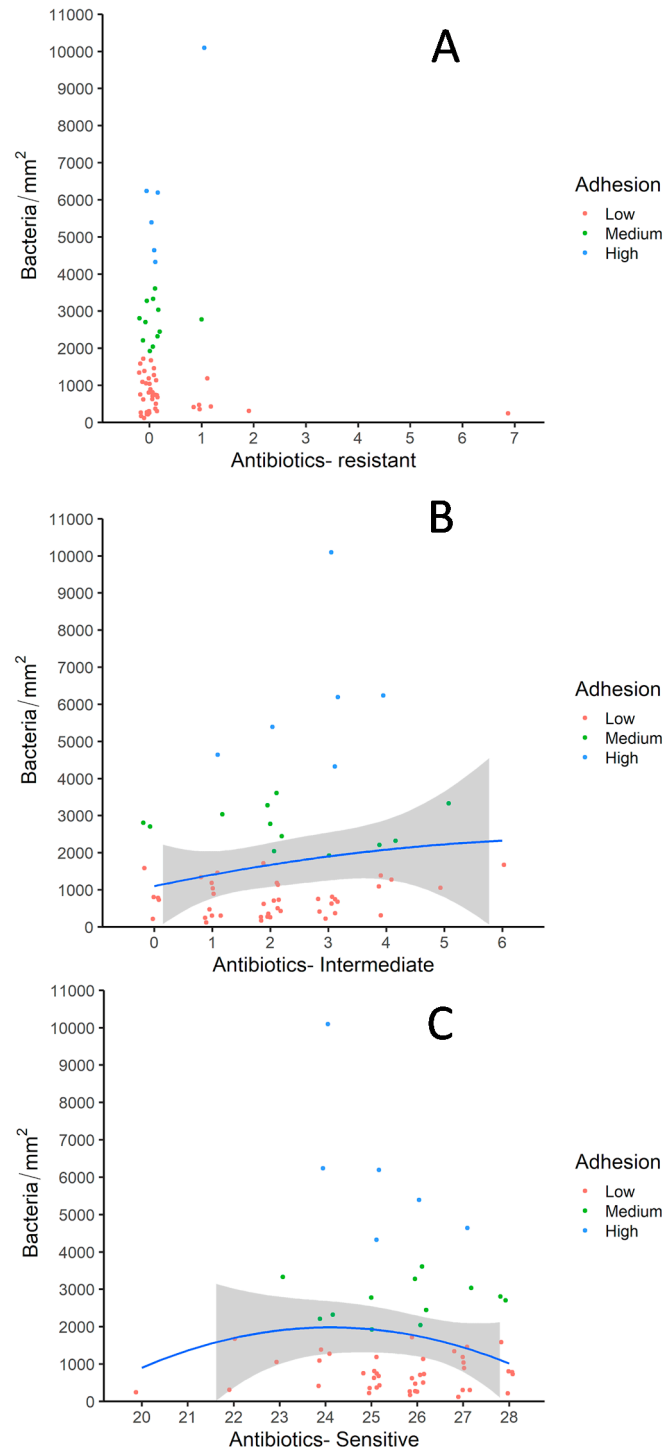 A
11000
10000
9000
8000
7000
6000
5000
4000
3000
2000
1000
0
Bacteria/mm²
0 1 2 3 4 5 6 7
Antibiotics- resistant
Adhesion
Low
Medium
High
B
11000
10000
9000
8000
7000
6000
5000
4000
3000
2000
1000
0
Bacteria/mm²
0 1 2 3 4 5 6
Antibiotics- Intermediate
Adhesion
Low
Medium
High
C
11000
10000
9000
8000
7000
6000
5000
4000
3000
2000
1000
0
Bacteria/mm²
20 21 22 23 24 25 26 27 28
Antibiotics- Sensitive
Adhesion
Low
Medium
High